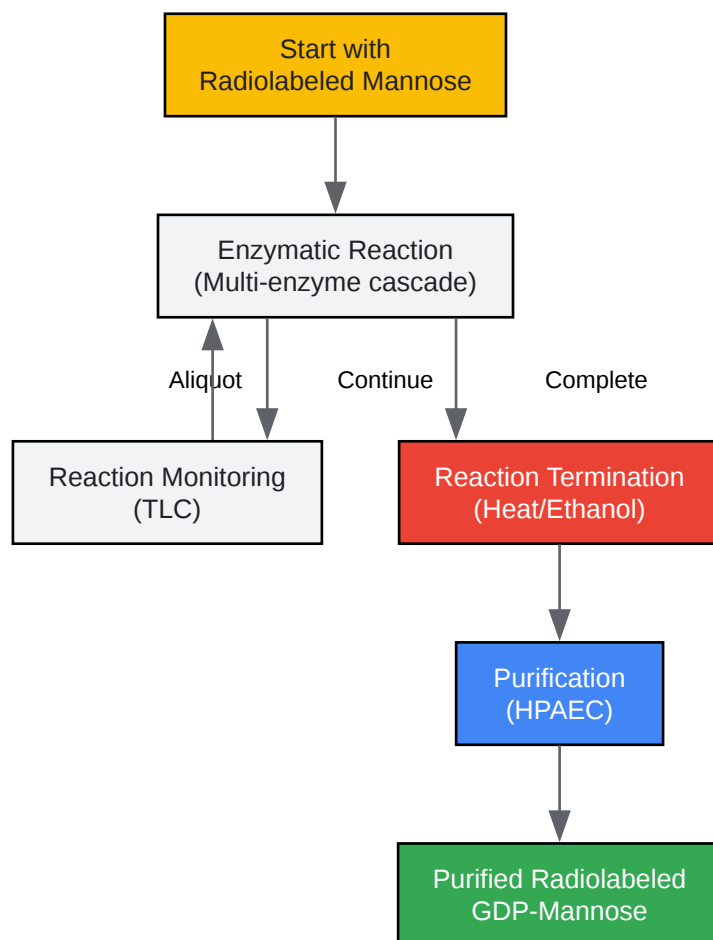 Start with
Radiolabeled Mannose
Enzymatic Reaction
(Multi-enzyme cascade)
Aliquot
Continue
Complete
Reaction Monitoring
(TLC)
Reaction Termination
(Heat/Ethanol)
Purification
(HPAEC)
Purified Radiolabeled
GDP-Mannose